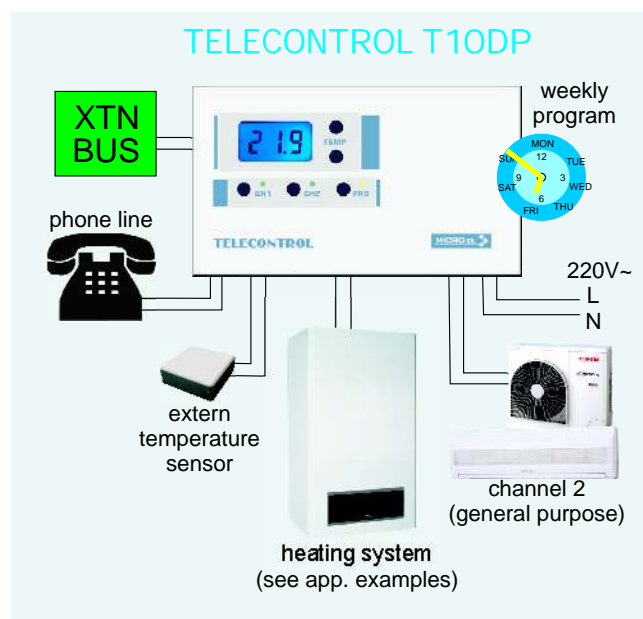 TELECONTROL T10DP
XTN
BUS
weekly
program
21.9
TEMP
CH1
CH2
PRG
TELECONTROL
MICRO
MON
12
TUE
SU
9
3
SAT
WED
6
FRI
THU
phone line
220V~
L
N
extern
temperature
sensor
channel 2
(general purpose)
heating system
(see app. examples)